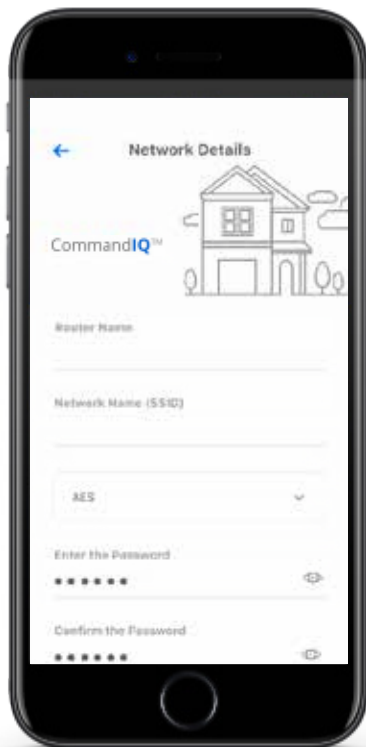 Network Details
CommandIQ™
Router Name
Network Name (SSID)
AES
Enter the Password
••••••
Confirm the Password
••••••